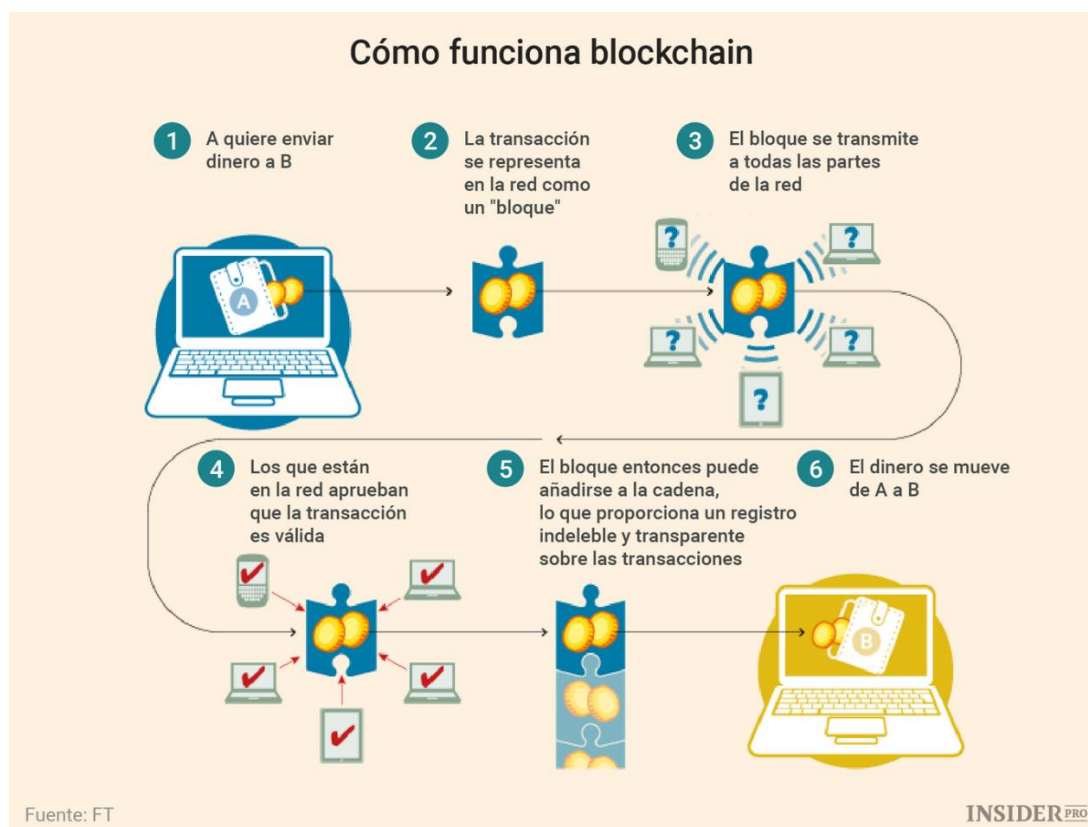 Cómo funciona blockchain
1
A quiere enviar
dinero a B
2
La transacción
se representa
en la red como
un "bloque"
3
El bloque se transmite
a todas las partes
de la red
A
?
?
?
?
?
4
Los que están
en la red aprueban
que la transacción
es válida
5
El bloque entonces puede
añadirse a la cadena,
lo que proporciona un registro
indeleble y transparente
sobre las transacciones
6
El dinero se mueve
de A a B
B
Fuente: FT
INSIDER PRO